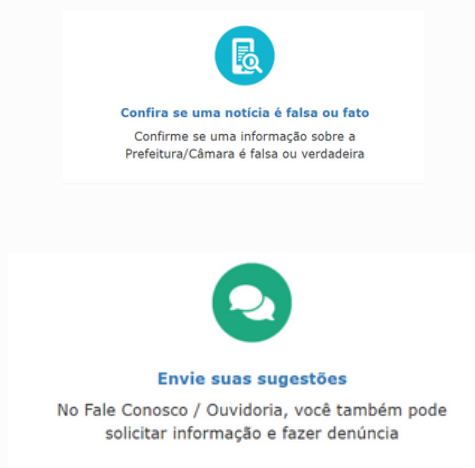 Confira se uma notícia é falsa ou fato
Confirme se uma informação sobre a
Prefeitura/Câmara é falsa ou verdadeira
Envie suas sugestões
No Fale Conosco / Ouvidoria, você também pode
solicitar informação e fazer denúncia